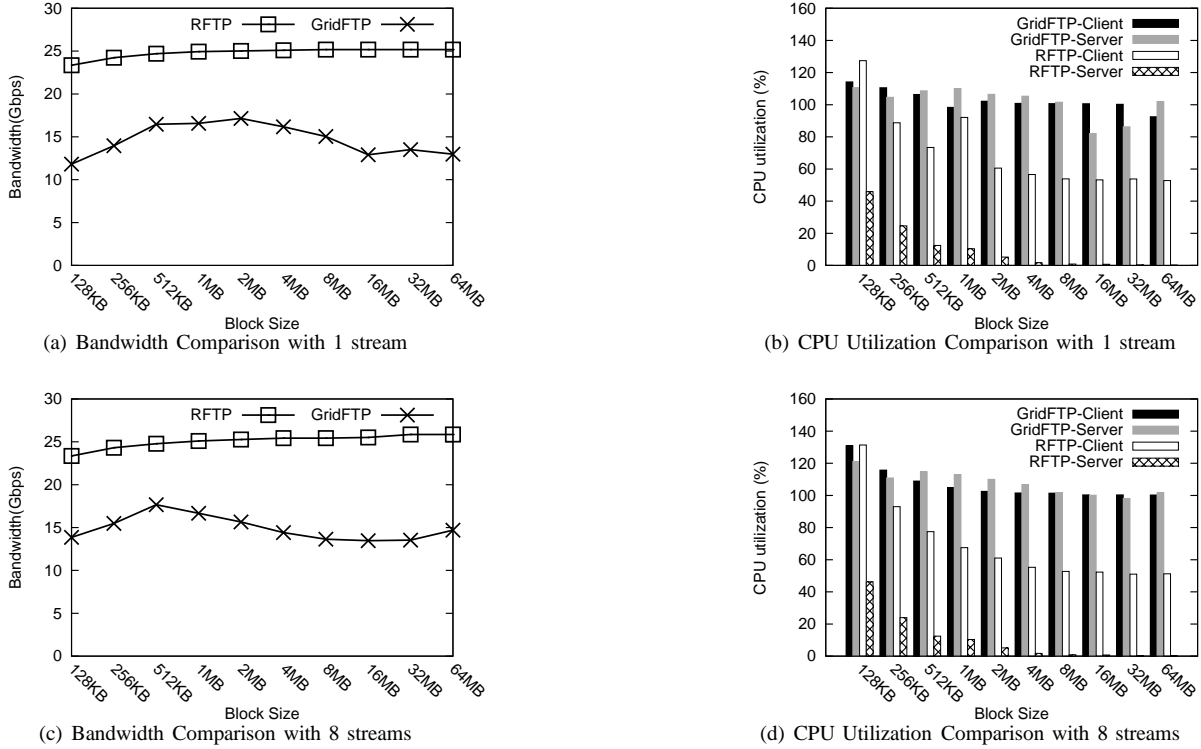 RFTP GridFTP
30
25
20
15
10
5
0
Bandwidth(Gbps)
128KB 256KB 512KB 1MB 2MB 4MB 8MB 16MB 32MB 64MB
Block Size
(a) Bandwidth Comparison with 1 stream
GridFTP-Client
GridFTP-Server
RFTP-Client
RFTP-Server
160
140
120
100
80
60
40
20
0
CPU utilization (%)
128KB 256KB 512KB 1MB 2MB 4MB 8MB 16MB 32MB 64MB
Block Size
(b) CPU Utilization Comparison with 1 stream
RFTP GridFTP
30
25
20
15
10
5
0
Bandwidth(Gbps)
128KB 256KB 512KB 1MB 2MB 4MB 8MB 16MB 32MB 64MB
Block Size
(c) Bandwidth Comparison with 8 streams
GridFTP-Client
GridFTP-Server
RFTP-Client
RFTP-Server
160
140
120
100
80
60
40
20
0
CPU utilization (%)
128KB 256KB 512KB 1MB 2MB 4MB 8MB 16MB 32MB 64MB
Block Size
(d) CPU Utilization Comparison with 8 streams